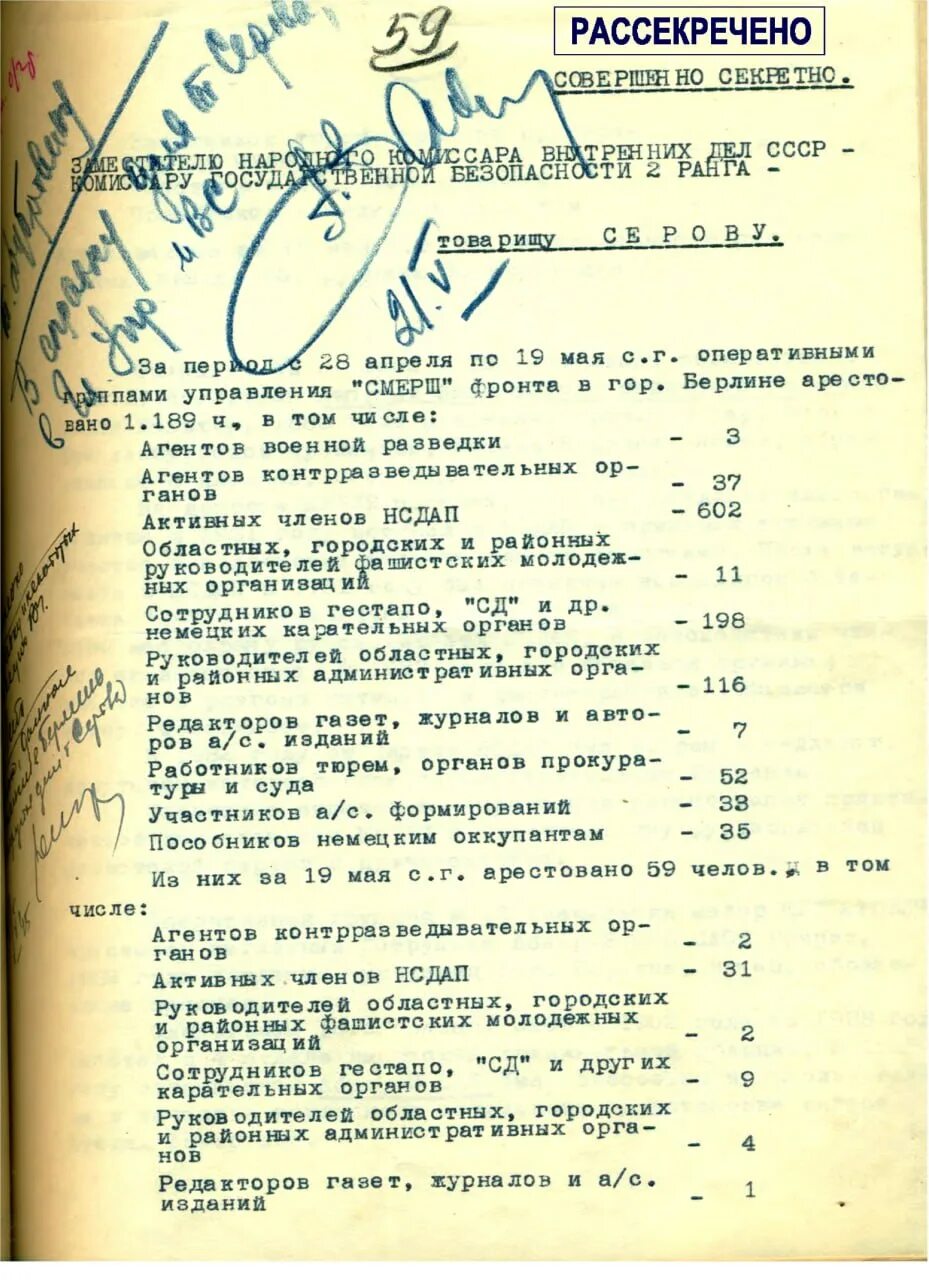 59
РАССЕКРЕЧЕНО
СОВЕРШЕННО СЕКРЕТНО.
ЗАМЕСТИТЕЛЮ НАРОДНОГО КОМИССАРА ВНУТРЕННИХ ДЕЛ СССР -
КОМИССАРУ ГОСУДАРСТВЕННОЙ БЕЗОПАСНОСТИ 2 РАНГА -
товарищу СЕРОВУ.
21.V
За период с 28 апреля по 19 мая с.г. оперативными
группами управления "СМЕРШ" фронта в гор. Берлине аресто-
вано 1.189 ч., в том числе:
Агентов военной разведки - 3
Агентов контрразведывательных ор-
ганов - 37
Активных членов НСДАП - 602
Областных, городских и районных
руководителей фашистских молодеж-
ных организаций - 11
Сотрудников гестапо, "СД" и др.
немецких карательных органов - 198
Руководителей областных, городских
и районных административных орга-
нов - 116
Редакторов газет, журналов и авто-
ров а/с. изданий - 7
Работников тюрем, органов прокура-
туры и суда - 52
Участников а/с. формирований - 33
Пособников немецким оккупантам - 35
Из них за 19 мая с.г. арестовано 59 челов., в том
числе:
Агентов контрразведывательных ор-
ганов - 2
Активных членов НСДАП - 31
Руководителей областных, городских
и районных фашистских молодежных
организаций - 2
Сотрудников гестапо, "СД" и других
карательных органов - 9
Руководителей областных, городских
и районных административных орга-
нов - 4
Редакторов газет, журналов и а/с.
изданий - 1